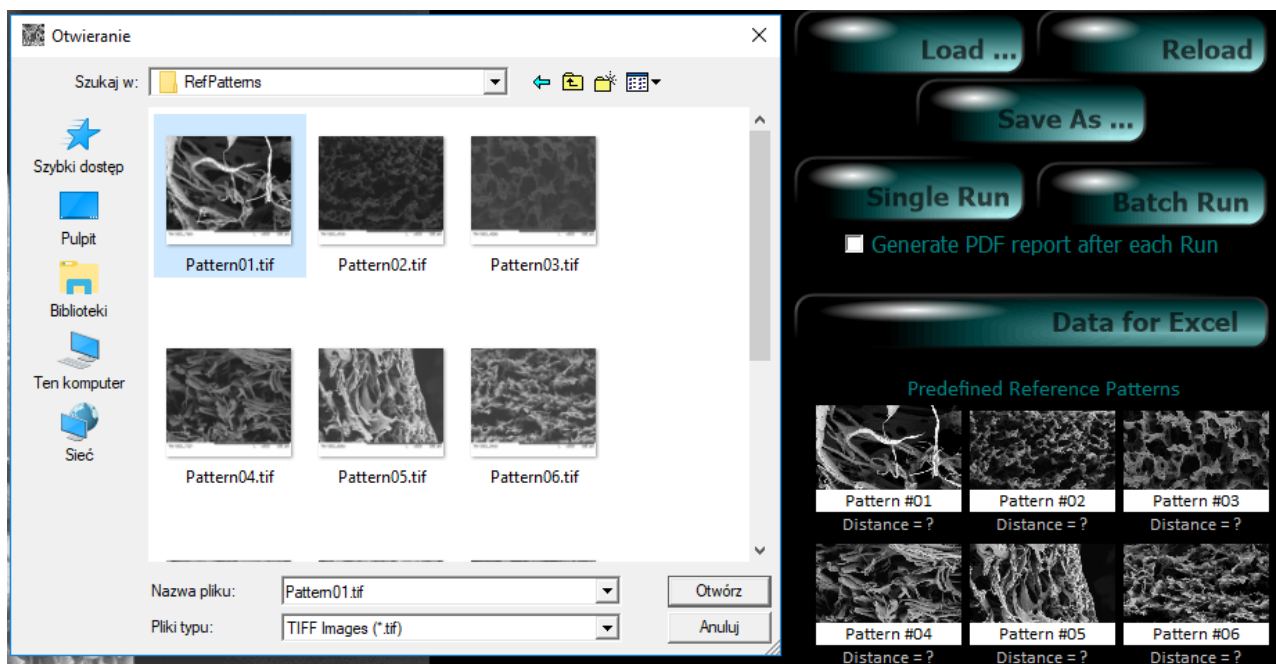 Otwieranie
Szukaj w:
RefPatterns
Szybki dostęp
Pulpit
Biblioteki
Ten komputer
Sieć
Pattern01.tif
Pattern02.tif
Pattern03.tif
Pattern04.tif
Pattern05.tif
Pattern06.tif
Nazwa pliku:
Pattern01.tif
Otwórz
Pliki typu:
TIFF Images (*.tif)
Anuluj
Load ...
Reload
Save As ...
Single Run
Batch Run
Generate PDF report after each Run
Data for Excel
Predefined Reference Patterns
Pattern #01
Pattern #02
Pattern #03
Distance = ?
Distance = ?
Distance = ?
Pattern #04
Pattern #05
Pattern #06
Distance = ?
Distance = ?
Distance = ?